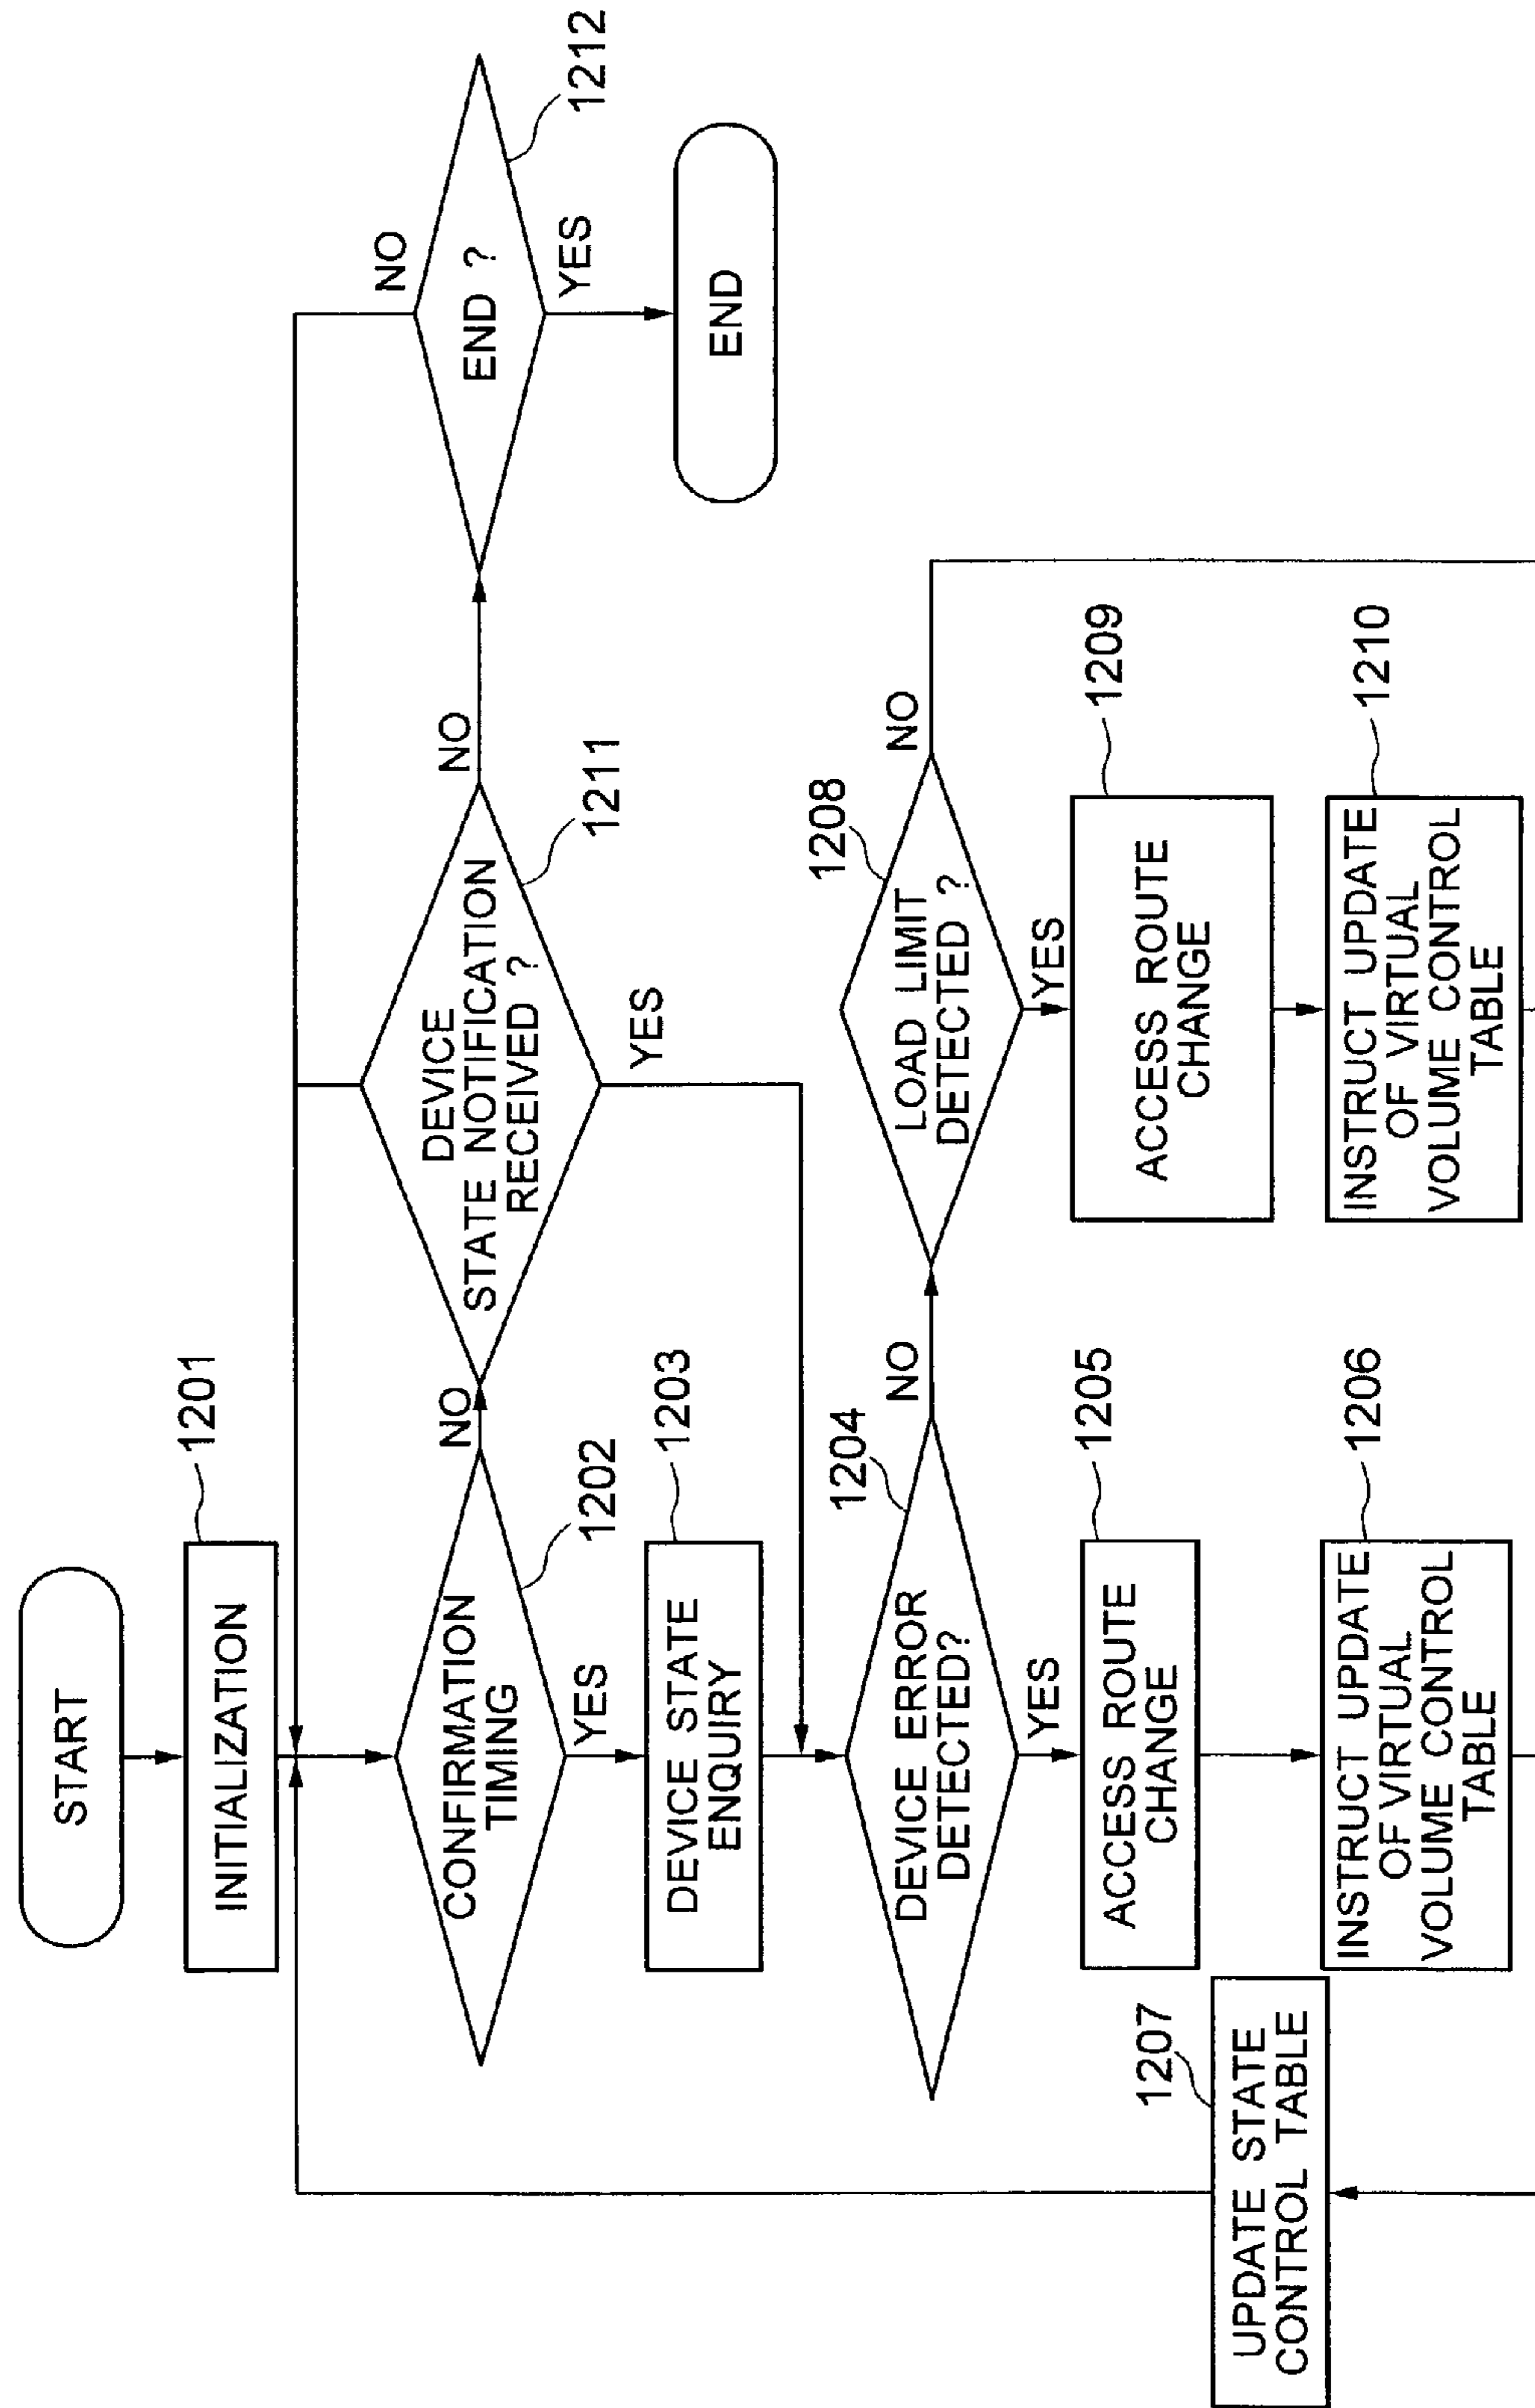 START
INITIALIZATION
1201
CONFIRMATION
TIMING
1202
NO
YES
DEVICE
STATE NOTIFICATION
RECEIVED ?
1211
NO
YES
END ?
1212
NO
YES
END
DEVICE STATE
ENQUIRY
1203
DEVICE ERROR
DETECTED?
1204
NO
YES
LOAD LIMIT
DETECTED ?
1208
NO
YES
ACCESS ROUTE
CHANGE
1205
ACCESS ROUTE
CHANGE
1209
UPDATE STATE
CONTROL TABLE
1207
INSTRUCT UPDATE
OF VIRTUAL
VOLUME CONTROL
TABLE
1206
INSTRUCT UPDATE
OF VIRTUAL
VOLUME CONTROL
TABLE
1210